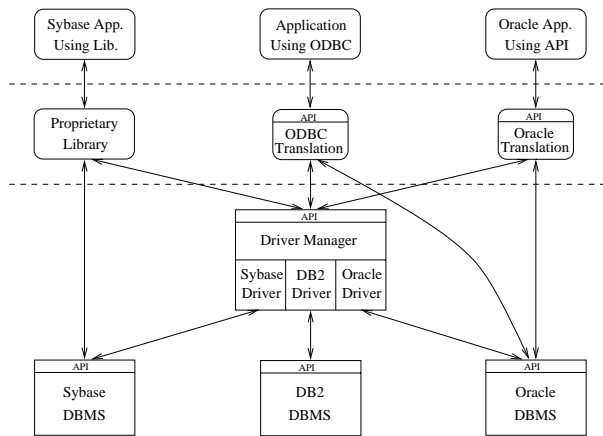 Sybase App.
Using Lib.
Application
Using ODBC
Oracle App.
Using API
Proprietary
Library
API
ODBC
Translation
API
Oracle
Translation
API
Driver Manager
Sybase
Driver
DB2
Driver
Oracle
Driver
API
Sybase
DBMS
API
DB2
DBMS
API
Oracle
DBMS